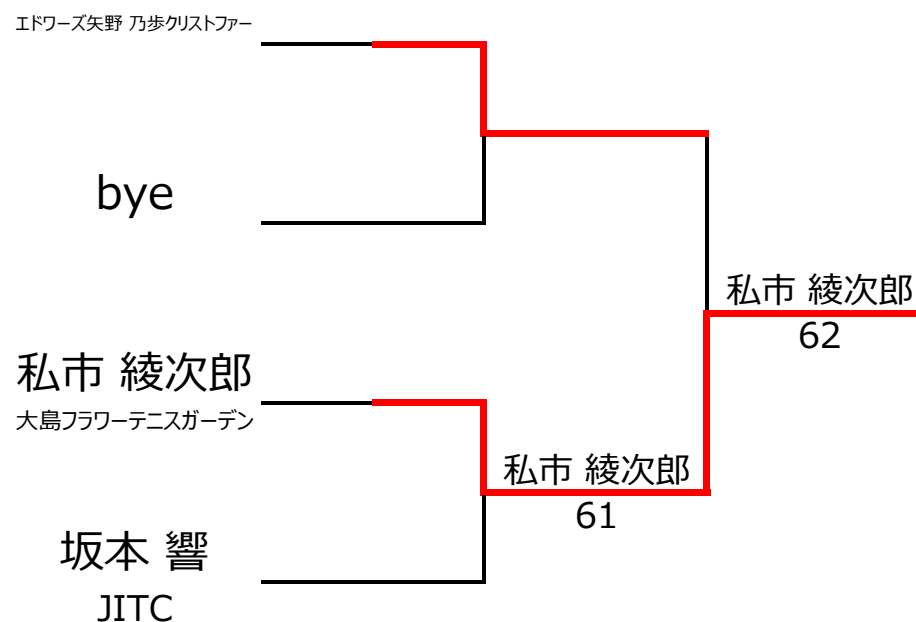 エドワーズ矢野 乃歩クリストファー
bye
私市 綾次郎
62
私市 綾次郎
大島フラワーテニスガーデン
私市 綾次郎
61
坂本 響
JITC